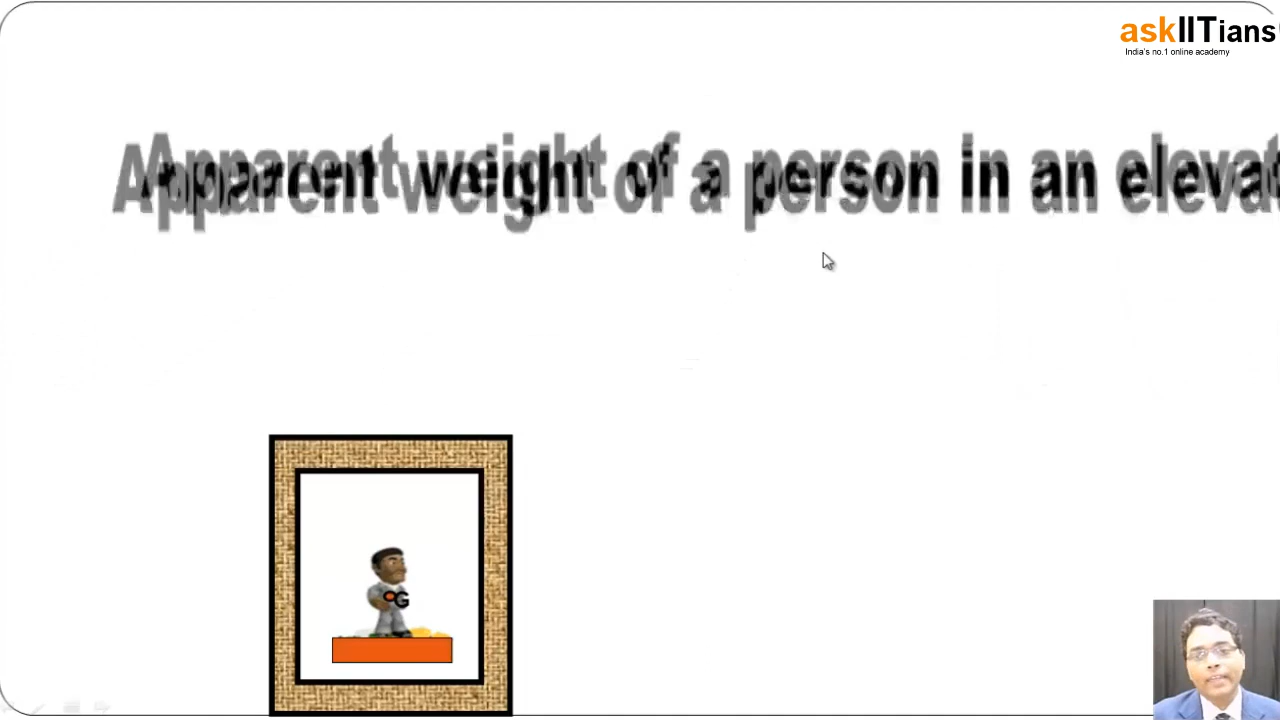 askIITians
India's no.1 online academy
Apparent weight of a person in an elevat
G